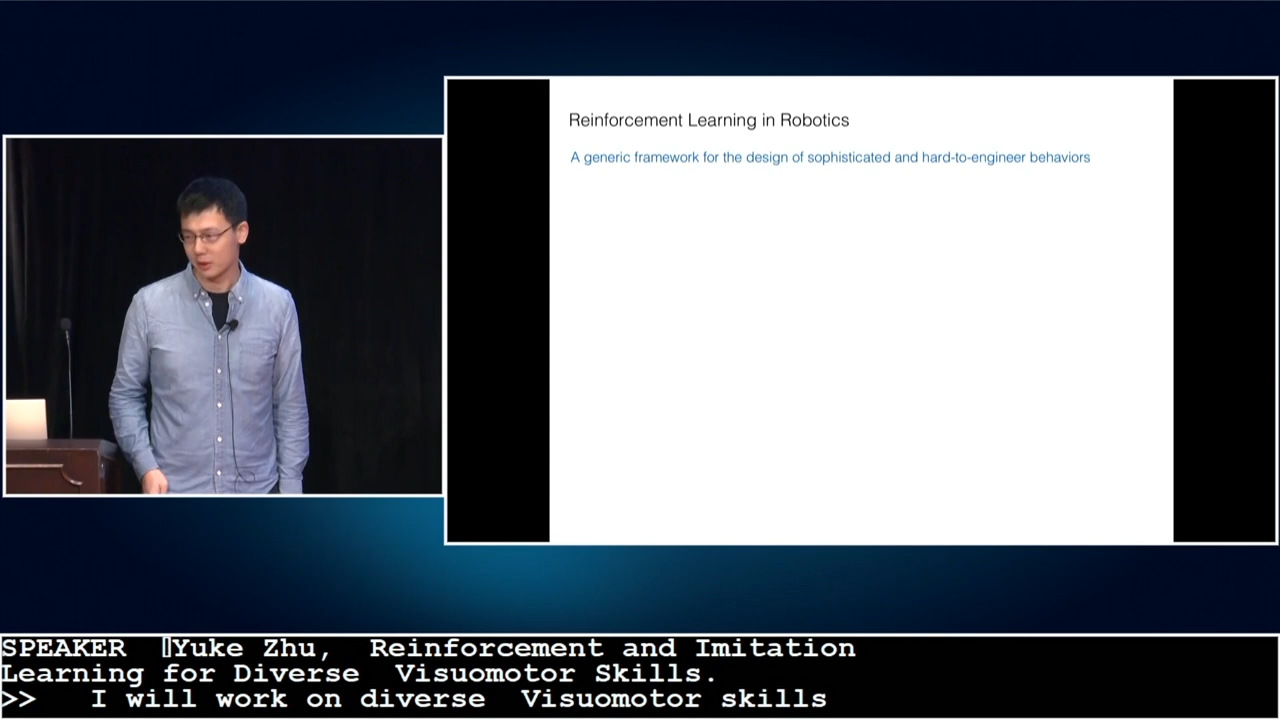 Reinforcement Learning in Robotics
A generic framework for the design of sophisticated and hard-to-engineer behaviors
SPEAKER Yuke Zhu, Reinforcement and Imitation
Learning for Diverse Visuomotor Skills.
>> I will work on diverse Visuomotor skills